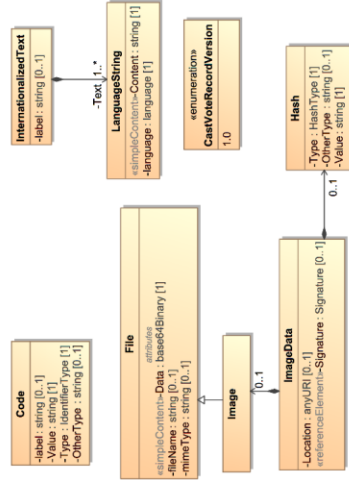 Code
-label : string [0..1]
-Value : string [1]
-Type : IdentifierType [1]
-OtherType : string [0..1]
File
attributes
«simpleContent»-Data : base64Binary [1]
-fileName : string [0..1]
-mimeType : string [0..1]
Image
0..1
ImageData
-Location : anyURI [0..1]
«referenceElement»-Signature : Signature [0..1]
InternationalizedText
-label : string [0..1]
-Text 1..*
LanguageString
«simpleContent»-Content : string [1]
-language : language [1]
«enumeration»
CastVoteRecordVersion
1.0
0..1
Hash
-Type : HashType [1]
-OtherType : string [0..1]
-Value : string [1]